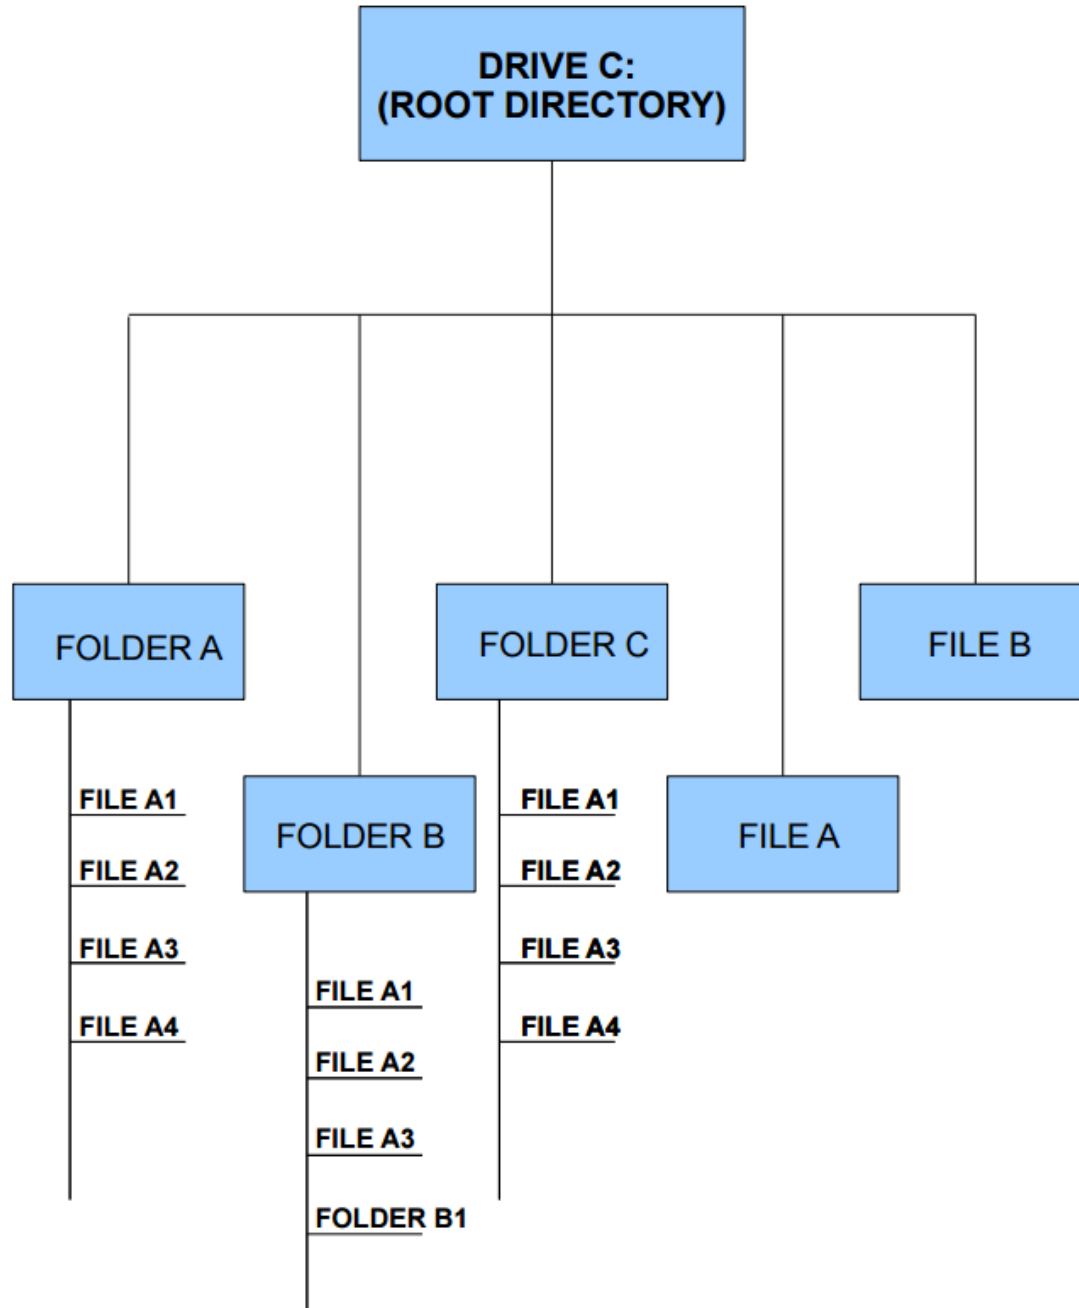 DRIVE C:
(ROOT DIRECTORY)
FOLDER A
FILE A1
FILE A2
FILE A3
FILE A4
FOLDER B
FILE A1
FILE A2
FILE A3
FOLDER B1
FOLDER C
FILE A1
FILE A2
FILE A3
FILE A4
FILE A
FILE B